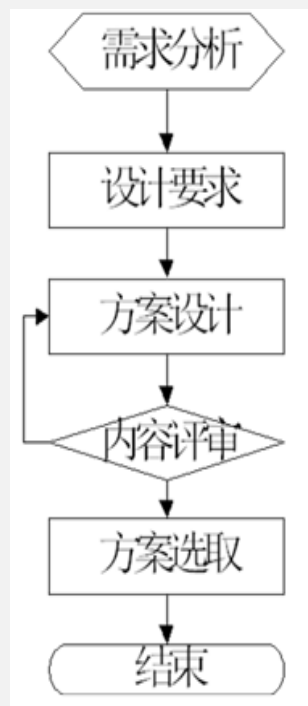 需求分析
设计要求
方案设计
内容评审
方案选取
结束